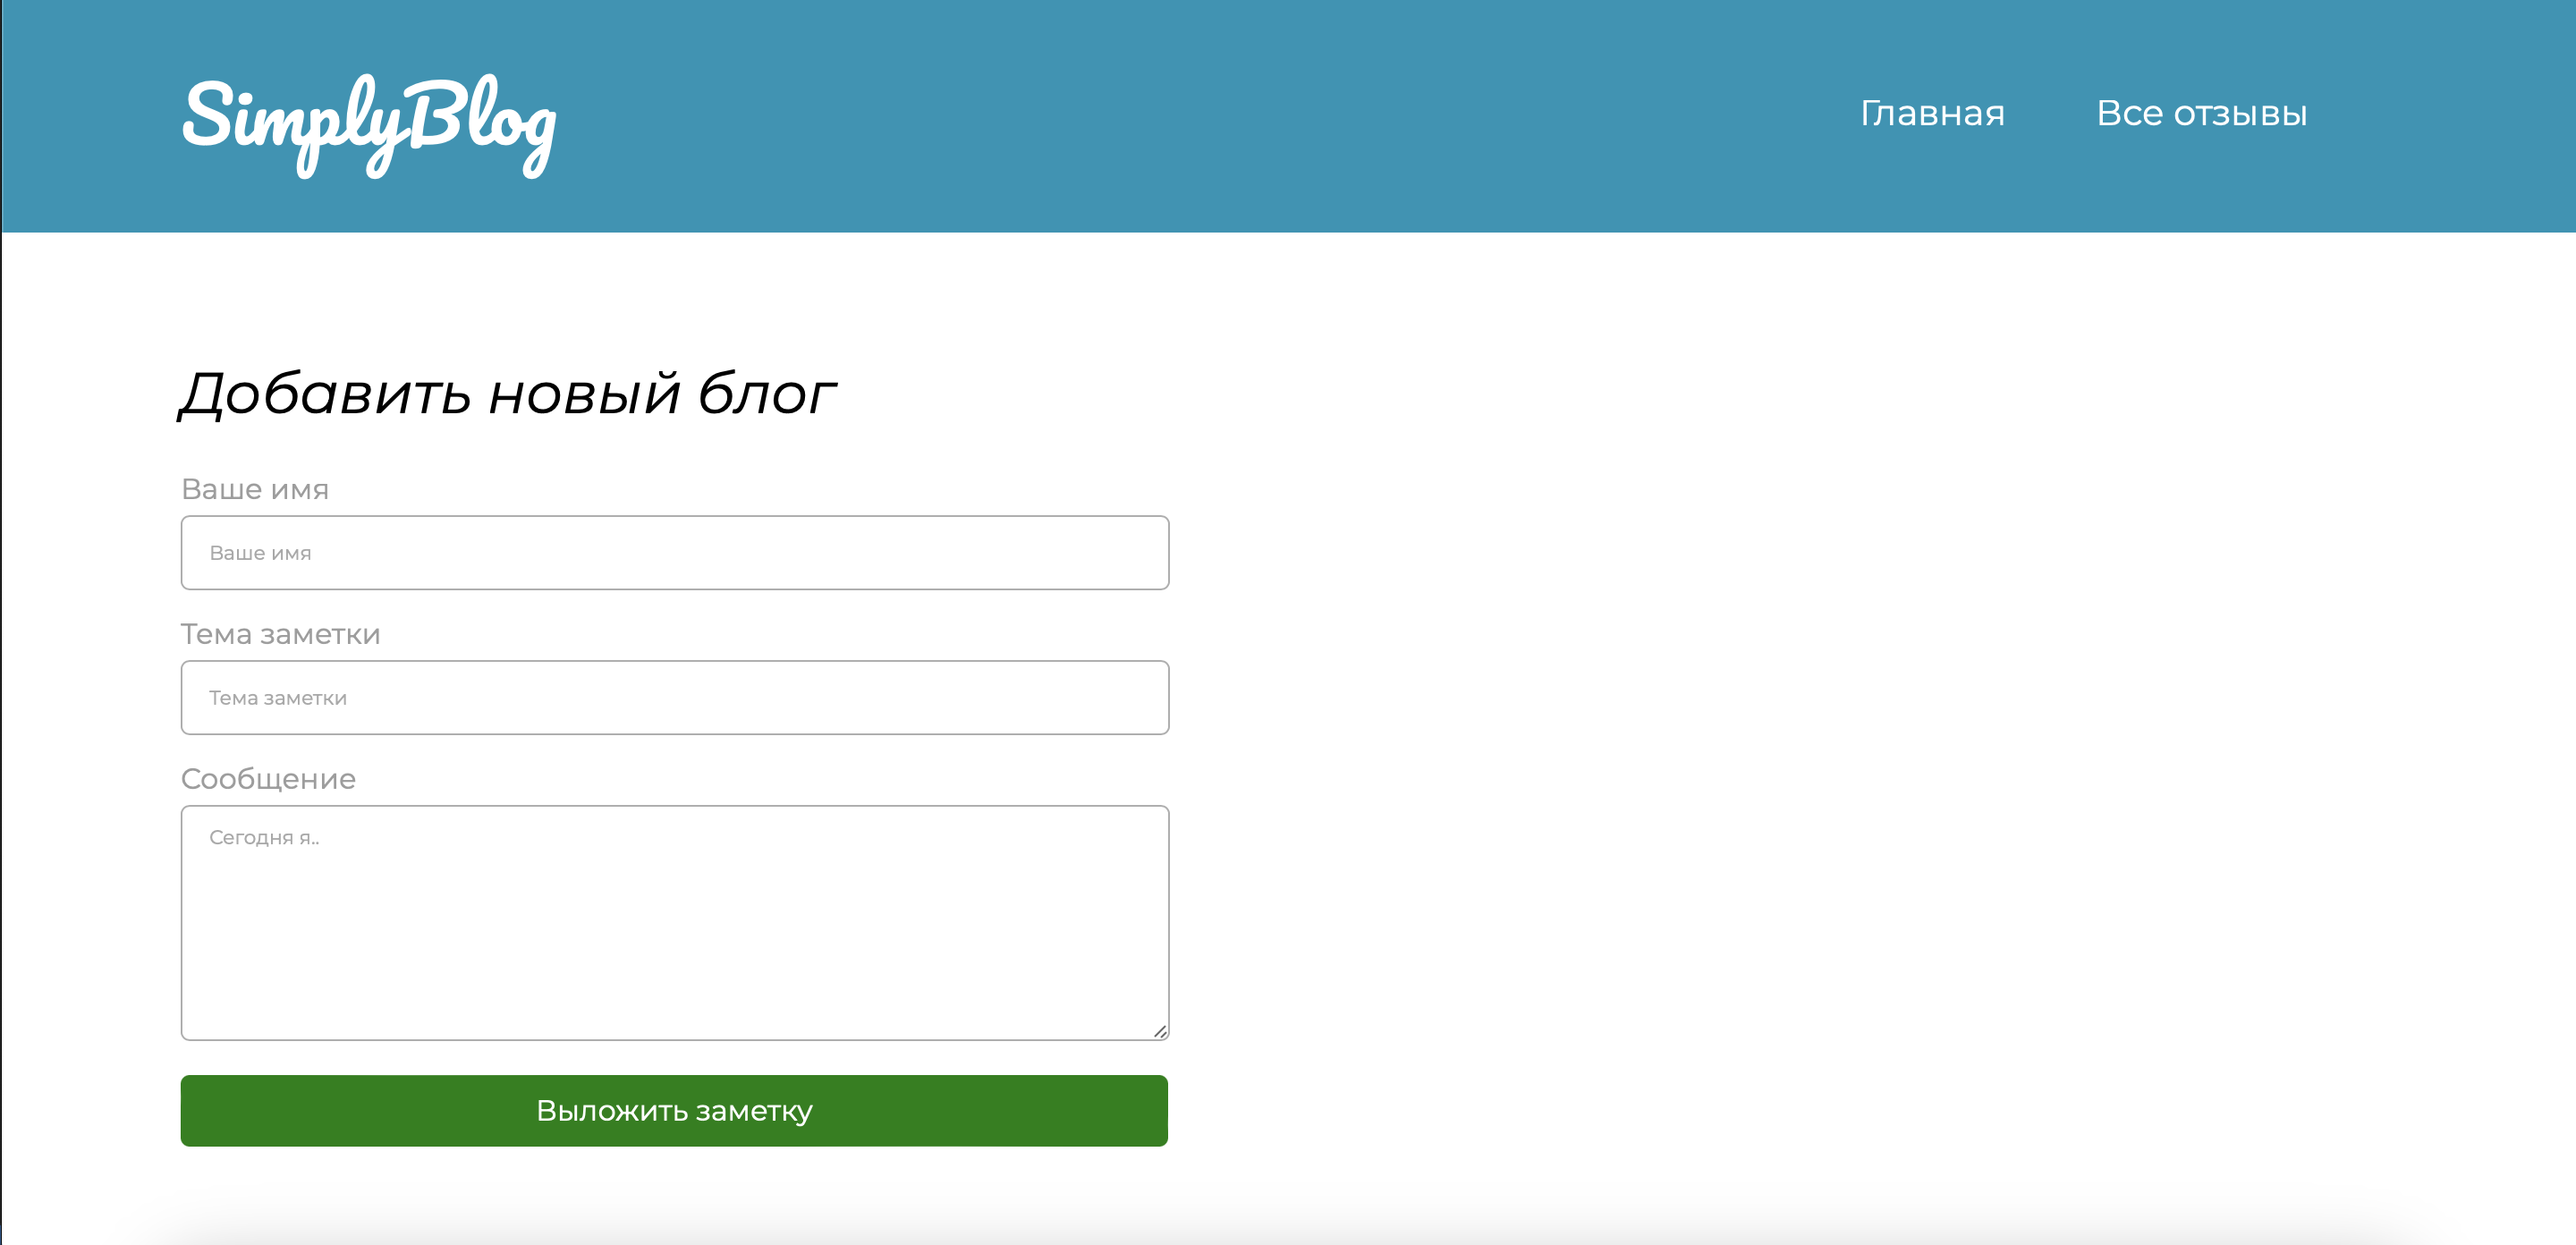 SimplyBlog
Главная
Все отзывы
Добавить новый блог
Ваше имя
Ваше имя
Тема заметки
Тема заметки
Сообщение
Сегодня я..
Выложить заметку